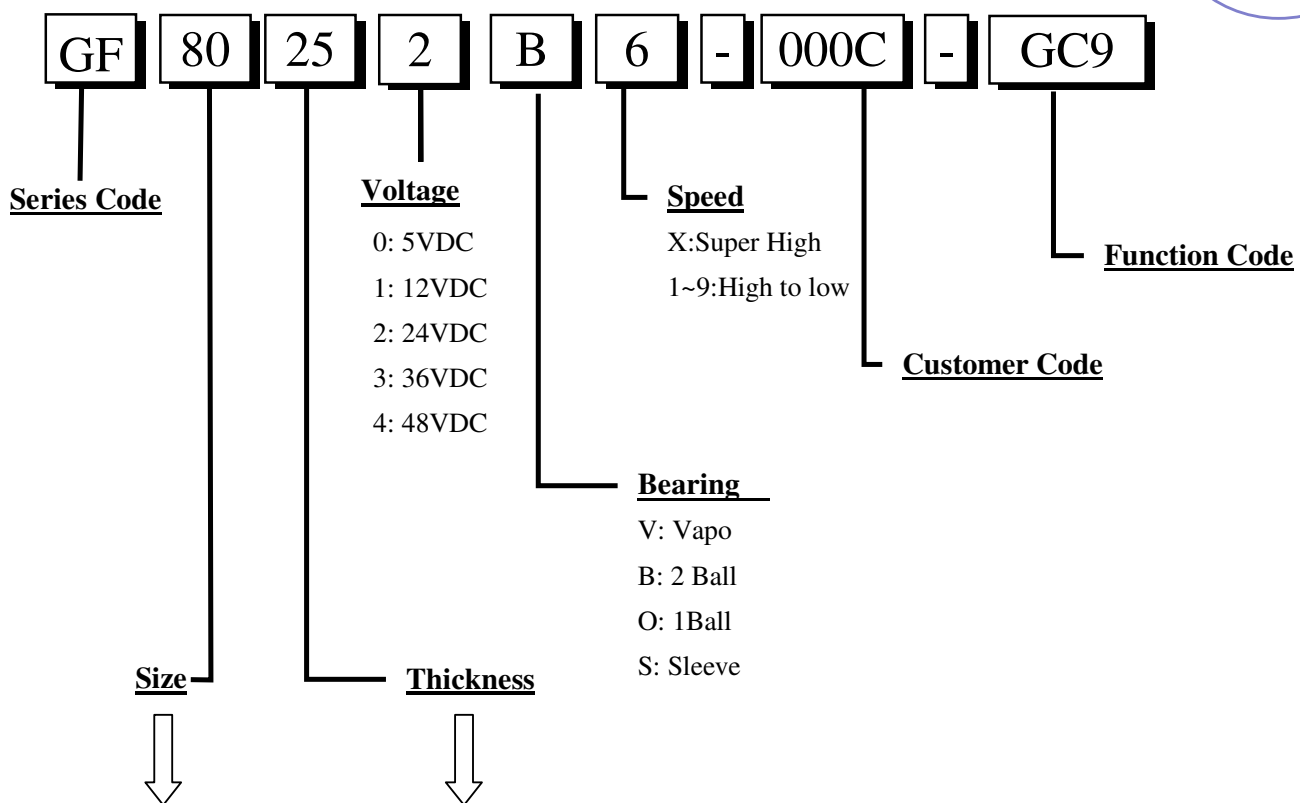 GF 80 25 2 B 6 - 000C - GC9
Series Code
Voltage
0: 5VDC
1: 12VDC
2: 24VDC
3: 36VDC
4: 48VDC
Speed
X:Super High
1~9:High to low
Function Code
Customer Code
Bearing
V: Vapo
B: 2 Ball
O: 1Ball
S: Sleeve
Size
Thickness